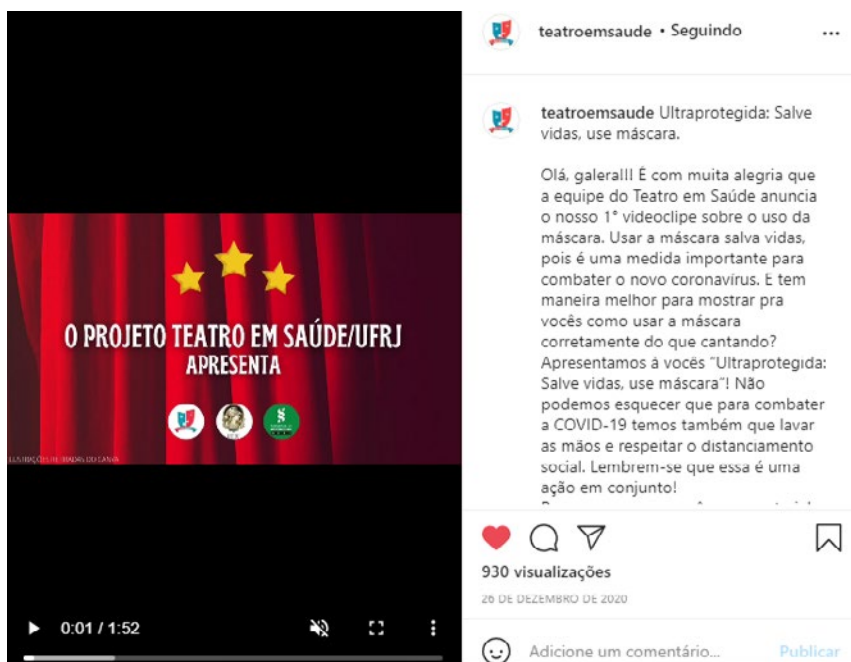 teatroemsaude • Seguindo
teatroemsaude Ultraprotegida: Salve
vidas, use máscara.
Olá, galera!!! É com muita alegria que
a equipe do Teatro em Saúde anuncia
o nosso 1° videoclipe sobre o uso da
máscara. Usar a máscara salva vidas,
pois é uma medida importante para
combater o novo coronavírus. E tem
maneira melhor para mostrar pra
vocês como usar a máscara
corretamente do que cantando?
Apresentamos à vocês "Ultraprotegida:
Salve vidas, use máscara"! Não
podemos esquecer que para combater
a COVID-19 temos também que lavar
as mãos e respeitar o distanciamento
social. Lembrem-se que essa é uma
ação em conjunto!
O PROJETO TEATRO EM SAÚDE/UFRJ
APRESENTA
ILUSTRAÇÕES RETIRADAS DO CANVA
0:01 / 1:52
930 visualizações
26 DE DEZEMBRO DE 2020
Adicione um comentário...
Publicar